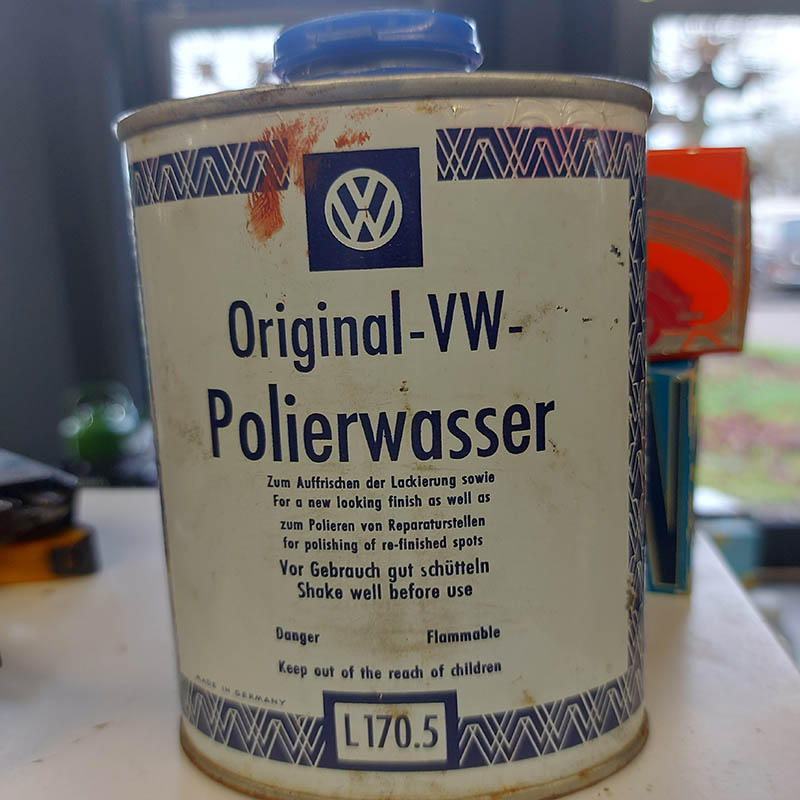 VW
Original-VW-
Polierwasser
Zum Auffrischen der Lackierung sowie
For a new looking finish as well as
zum Polieren von Reparaturstellen
for polishing of re-finished spots
Vor Gebrauch gut schütteln
Shake well before use
Danger Flammable
Keep out of the reach of children
MADE IN GERMANY
L170.5